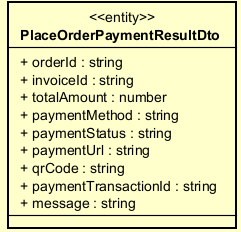 <<entity>>
PlaceOrderPaymentResultDto
+ orderId : string
+ invoiceId : string
+ totalAmount : number
+ paymentMethod : string
+ paymentStatus : string
+ paymentUrl : string
+ qrCode : string
+ paymentTransactionId : string
+ message : string